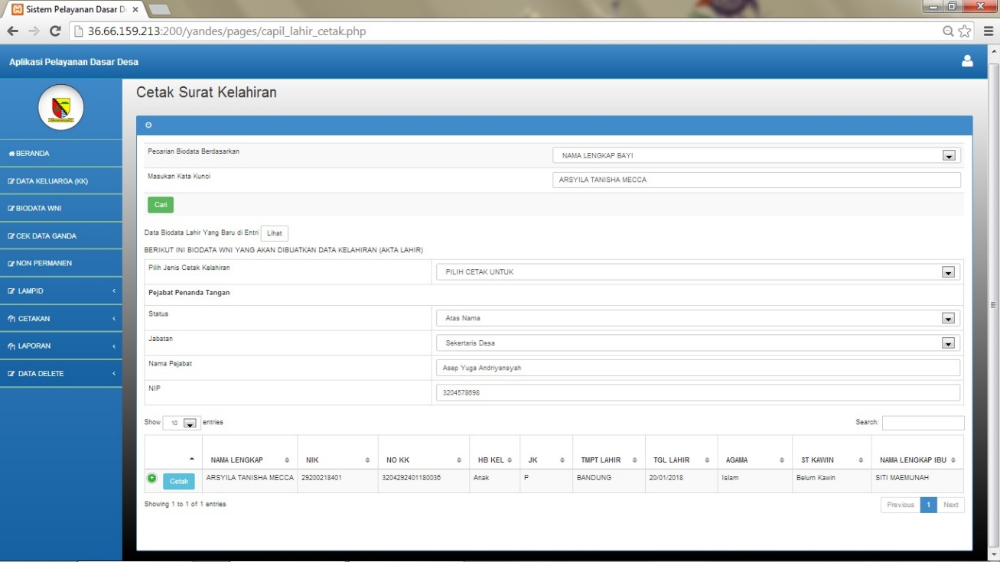 Sistem Pelayanan Dasar D
36.66.159.213:200/yandes/pages/capil_lahir_cetak.php
Aplikasi Pelayanan Dasar Desa
Cetak Surat Kelahiran
BERANDA
DATA KELUARGA (KK)
BIODATA WNI
CEK DATA GANDA
NON PERMANEN
LAMPID
CETAKAN
LAPORAN
DATA DELETE
Pecarian Biodata Berdasarkan NAMA LENGKAP BAYI
Masukan Kata Kunci ARSYILA TANISHA MECCA
Cari
Data Biodata Lahir Yang Baru di Entri Lihat
BERIKUT INI BIODATA WNI YANG AKAN DIBUATKAN DATA KELAHIRAN (AKTA LAHIR)
Pilih Jenis Cetak Kelahiran PILIH CETAK UNTUK
Pejabat Penanda Tangan
Status Atas Nama
Jabatan Sekertaris Desa
Nama Pejabat Asep Yuga Andriyansyah
NIP 3204578698
Show 10 entries Search:
NAMA LENGKAP NIK NO KK HB KEL JK TMPT LAHIR TGL LAHIR AGAMA ST KAWIN NAMA LENGKAP IBU
Cetak ARSYILA TANISHA MECCA 29200218401 3204292401180036 Anak P BANDUNG 20/01/2018 Islam Belum Kawin SITI MAEMUNAH
Showing 1 to 1 of 1 entries Previous 1 Next